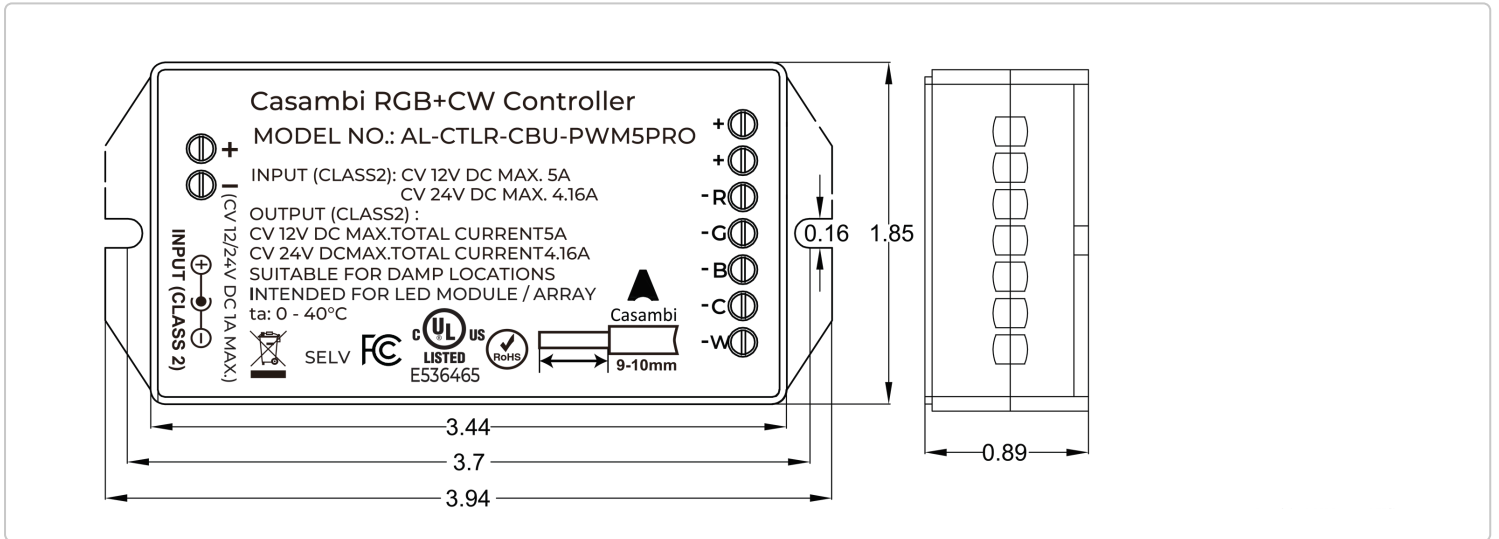 Casambi RGB+CW Controller
MODEL NO.: AL-CTLR-CBU-PWM5PRO
INPUT (CLASS2): CV 12V DC MAX. 5A
CV 24V DC MAX. 4.16A
OUTPUT (CLASS2) :
CV 12V DC MAX.TOTAL CURRENT5A
CV 24V DCMAX.TOTAL CURRENT4.16A
SUITABLE FOR DAMP LOCATIONS
INTENDED FOR LED MODULE / ARRAY
ta: 0 - 40°C
SELV
FC
C UL US
®
LISTED
E536465
RoHS
Casambi
9-10mm
+
−
INPUT (CLASS 2)
(CV 12/24V DC 1A MAX.)
+
−
+
+
-R
-G
-B
-C
-W
0.16
1.85
3.44
3.7
3.94
0.89